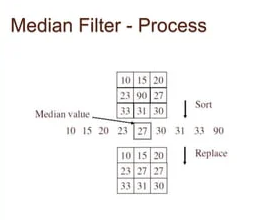 Median Filter - Process
10 15 20
23 90 27
33 31 30
Sort
Median value
10 15 20 23 27 30 31 33 90
Replace
10 15 20
23 27 27
33 31 30